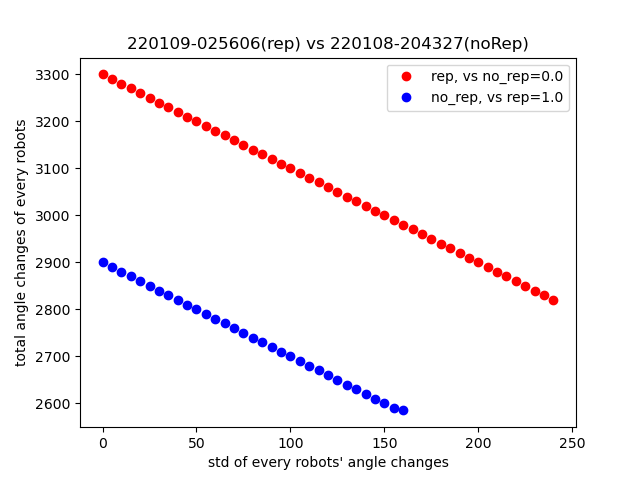 220109-025606(rep) vs 220108-204327(noRep)
rep, vs no_rep=0.0
no_rep, vs rep=1.0
total angle changes of every robots
3300
3200
3100
3000
2900
2800
2700
2600
0 50 100 150 200 250
std of every robots' angle changes